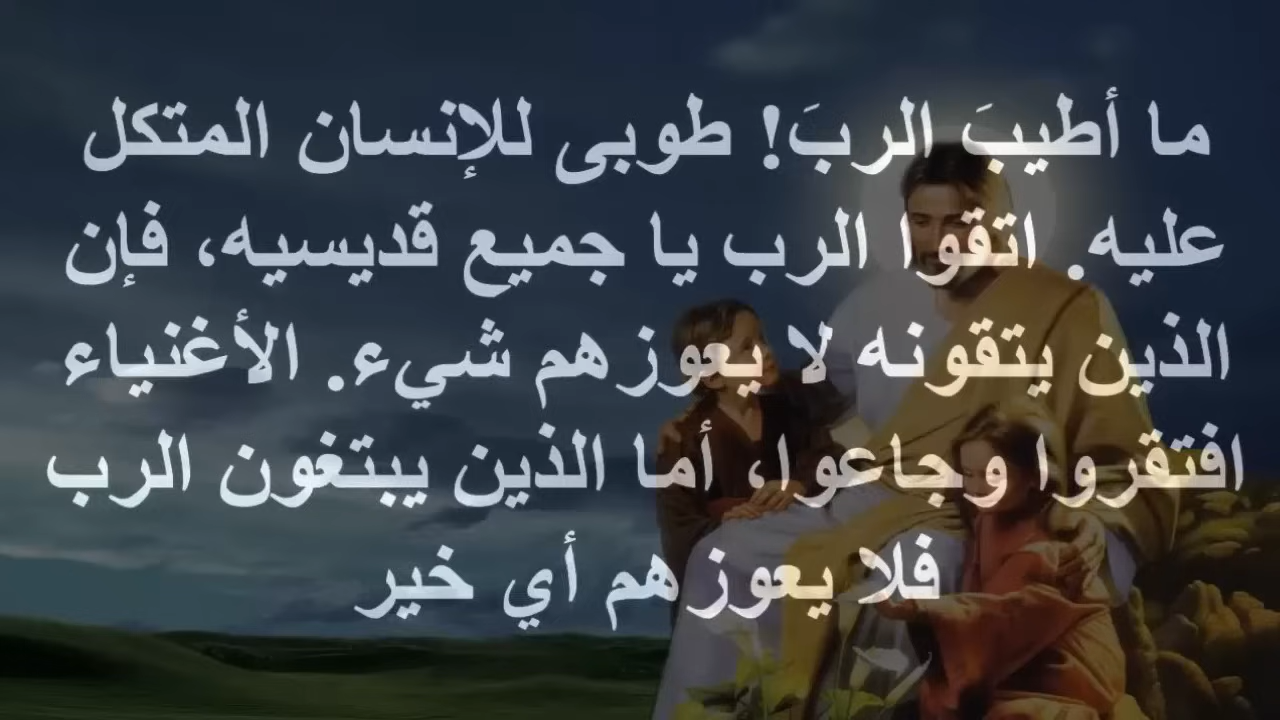 ما أطيبَ الربَ! طوبى للإنسان المتكل
عليه. اتقوا الرب يا جميع قديسيه، فإن
الذين يتقونه لا يعوزهم شيء. الأغنياء
افتقروا وجاعوا، أما الذين يبتغون الرب
فلا يعوزهم أي خير